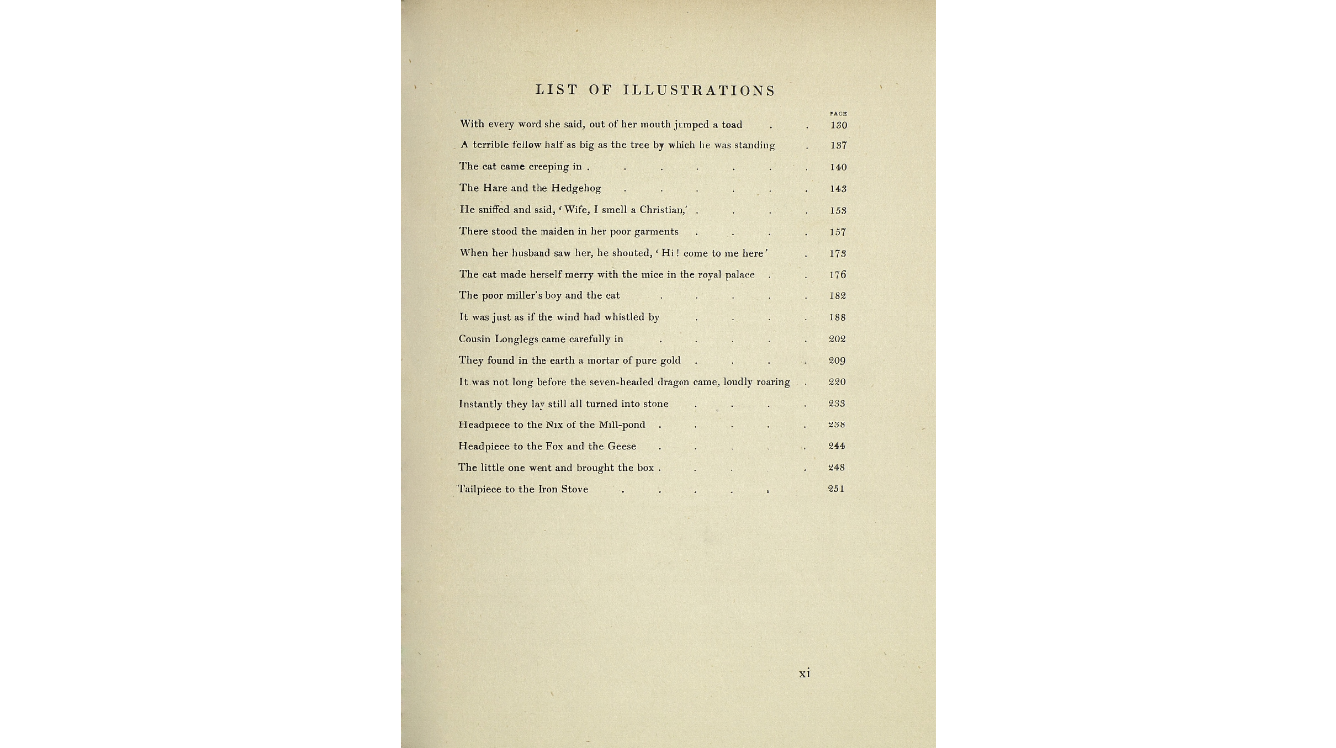 LIST OF ILLUSTRATIONS
PAGE
With every word she said, out of her mouth jumped a toad . . 130
A terrible fellow half as big as the tree by which he was standing . 137
The cat came creeping in . . . . . . . 140
The Hare and the Hedgehog . . . . . . 143
He sniffed and said, ‘Wife, I smell a Christian,’ . . . . 153
There stood the maiden in her poor garments . . . . 157
When her husband saw her, he shouted, ‘Hi! come to me here’ . 173
The cat made herself merry with the mice in the royal palace . . 176
The poor miller's boy and the cat . . . . . 182
It was just as if the wind had whistled by . . . . 188
Cousin Longlegs came carefully in . . . . . 202
They found in the earth a mortar of pure gold . . . . 209
It was not long before the seven-headed dragon came, loudly roaring . 220
Instantly they lay still all turned into stone . . . . 233
Headpiece to the Nix of the Mill-pond . . . . . 238
Headpiece to the Fox and the Geese . . . . . 244
The little one went and brought the box . . . . 248
Tailpiece to the Iron Stove . . . . . 251
xi